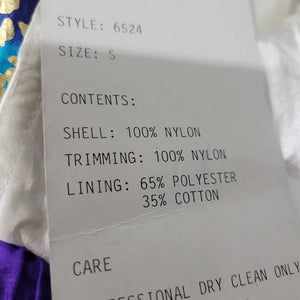 STYLE: 6524
SIZE: S
CONTENTS:
SHELL: 100% NYLON
TRIMMING: 100% NYLON
LINING: 65% POLYESTER
35% COTTON
CARE
ESSIONAL DRY CLEAN ONLY